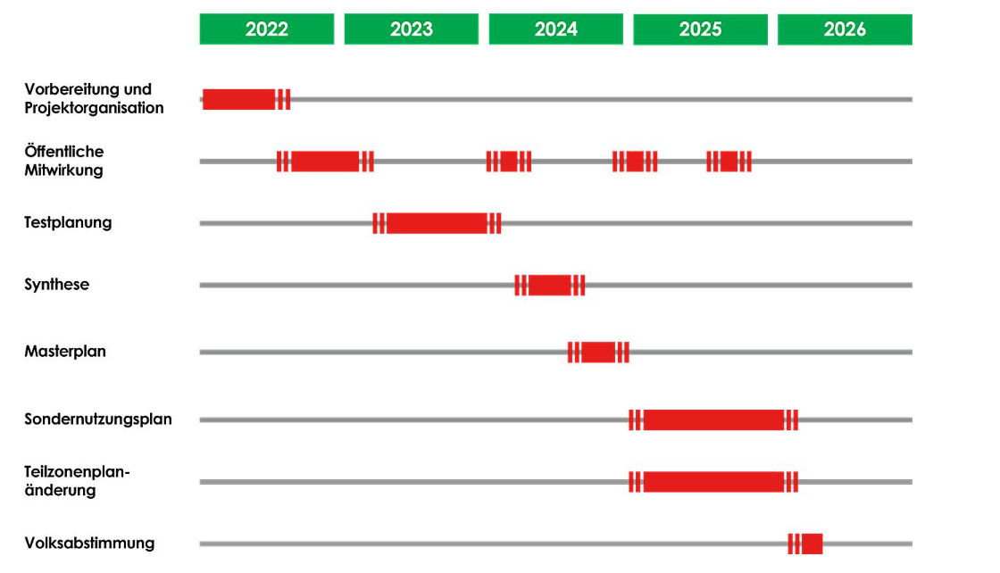 2022 2023 2024 2025 2026
Vorbereitung und
Projektorganisation
Öffentliche
Mitwirkung
Testplanung
Synthese
Masterplan
Sondernutzungsplan
Teilzonenplan-
änderung
Volksabstimmung